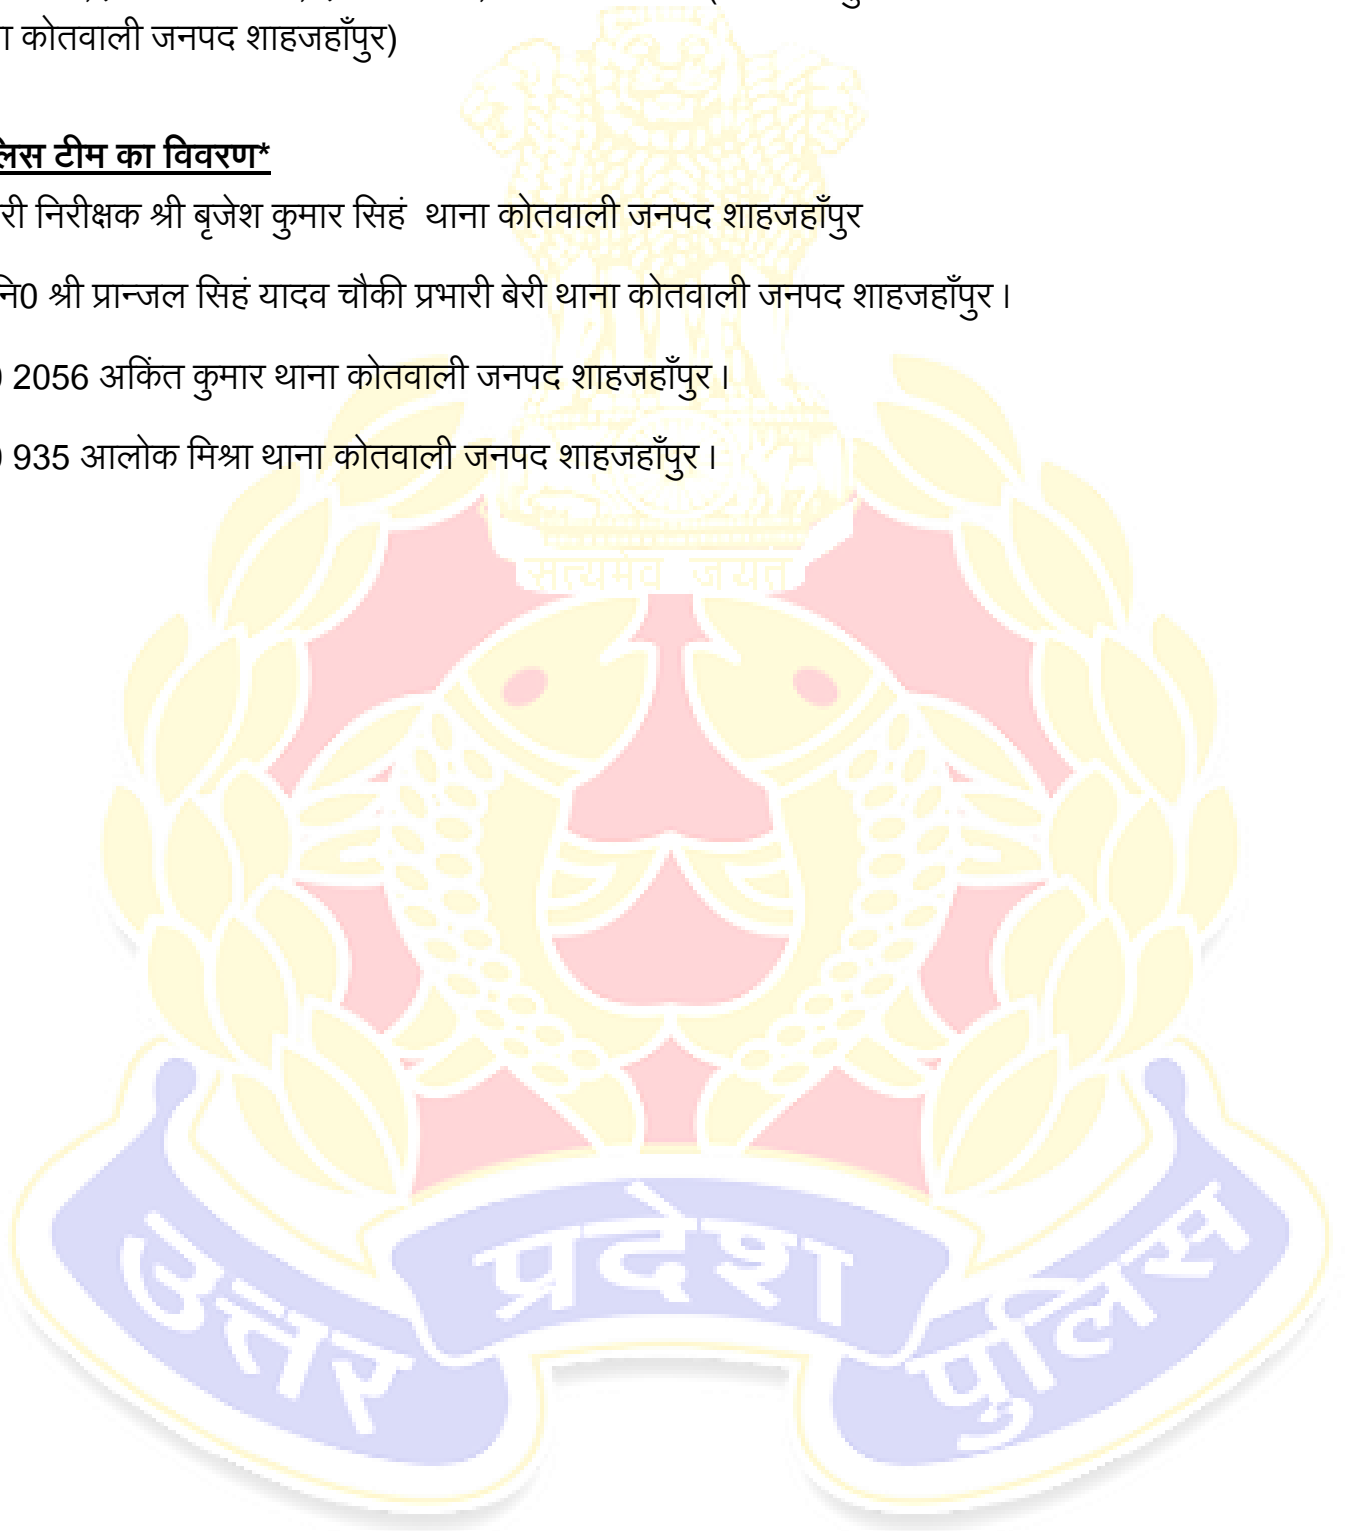 ा कोतवाली जनपद शाहजहाँपुर)
लिस टीम का विवरण*
री निरीक्षक श्री बृजेश कुमार सिहं थाना कोतवाली जनपद शाहजहाँपुर
नि0 श्री प्रान्जल सिहं यादव चौकी प्रभारी बेरी थाना कोतवाली जनपद शाहजहाँपुर।
2056 अकिंत कुमार थाना कोतवाली जनपद शाहजहाँपुर।
935 आलोक मिश्रा थाना कोतवाली जनपद शाहजहाँपुर।
सत्यमेव जयते
उत्तर प्रदेश पुलिस